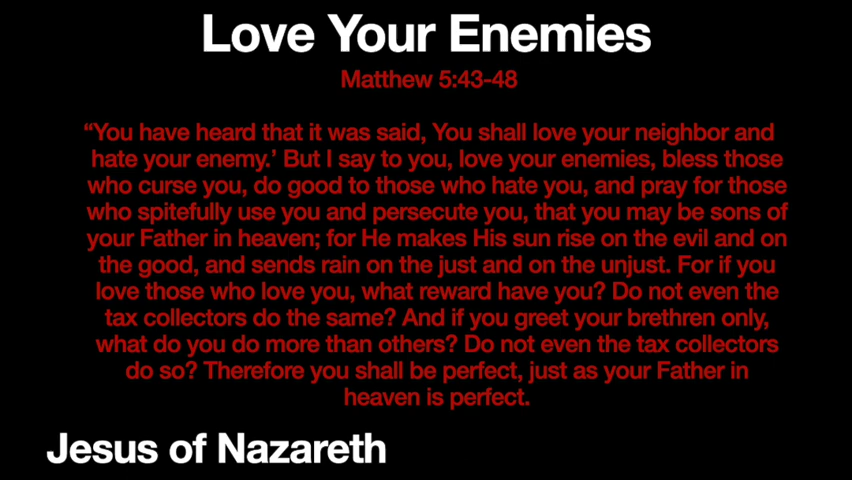 Love Your Enemies
Matthew 5:43-48
“You have heard that it was said, You shall love your neighbor and
hate your enemy.’ But I say to you, love your enemies, bless those
who curse you, do good to those who hate you, and pray for those
who spitefully use you and persecute you, that you may be sons of
your Father in heaven; for He makes His sun rise on the evil and on
the good, and sends rain on the just and on the unjust. For if you
love those who love you, what reward have you? Do not even the
tax collectors do the same? And if you greet your brethren only,
what do you do more than others? Do not even the tax collectors
do so? Therefore you shall be perfect, just as your Father in
heaven is perfect.
Jesus of Nazareth